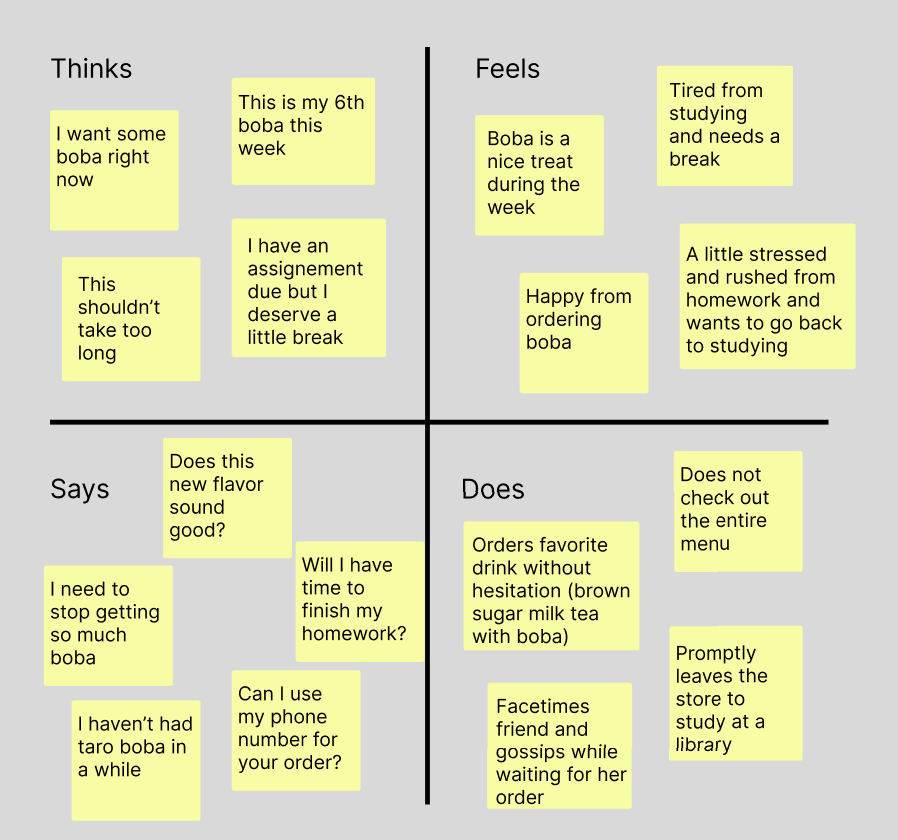 Thinks
I want some
boba right
now
This is my 6th
boba this
week
This
shouldn't
take too
long
I have an
assignement
due but I
deserve a
little break
Feels
Boba is a
nice treat
during the
week
Tired from
studying
and needs a
break
Happy from
ordering
boba
A little stressed
and rushed from
homework and
wants to go back
to studying
Says
Does this
new flavor
sound
good?
Will I have
time to
finish my
homework?
I need to
stop getting
so much
boba
I haven't had
taro boba in
a while
Can I use
my phone
number for
your order?
Does
Orders favorite
drink without
hesitation (brown
sugar milk tea
with boba)
Does not
check out
the entire
menu
Facetimes
friend and
gossips while
waiting for her
order
Promptly
leaves the
store to
study at a
library